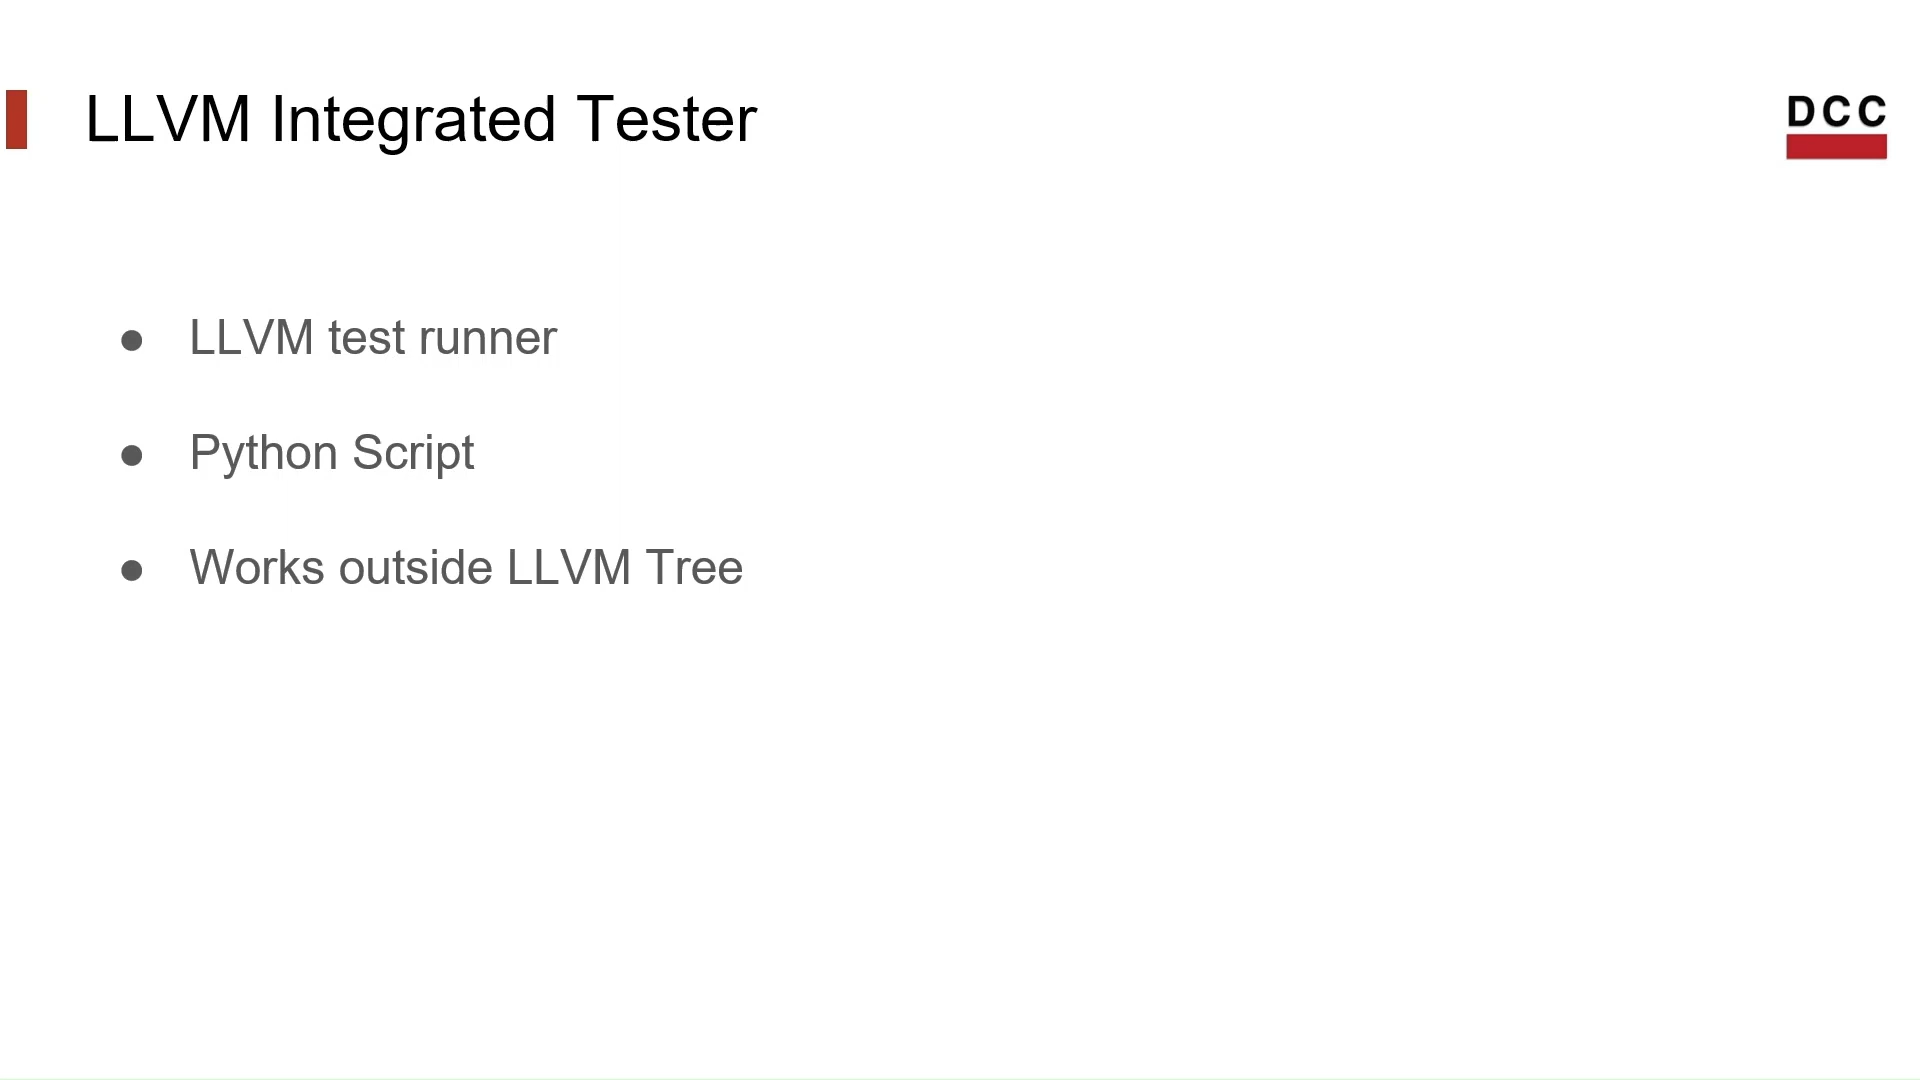 LLVM Integrated Tester
DCC
● LLVM test runner
● Python Script
● Works outside LLVM Tree